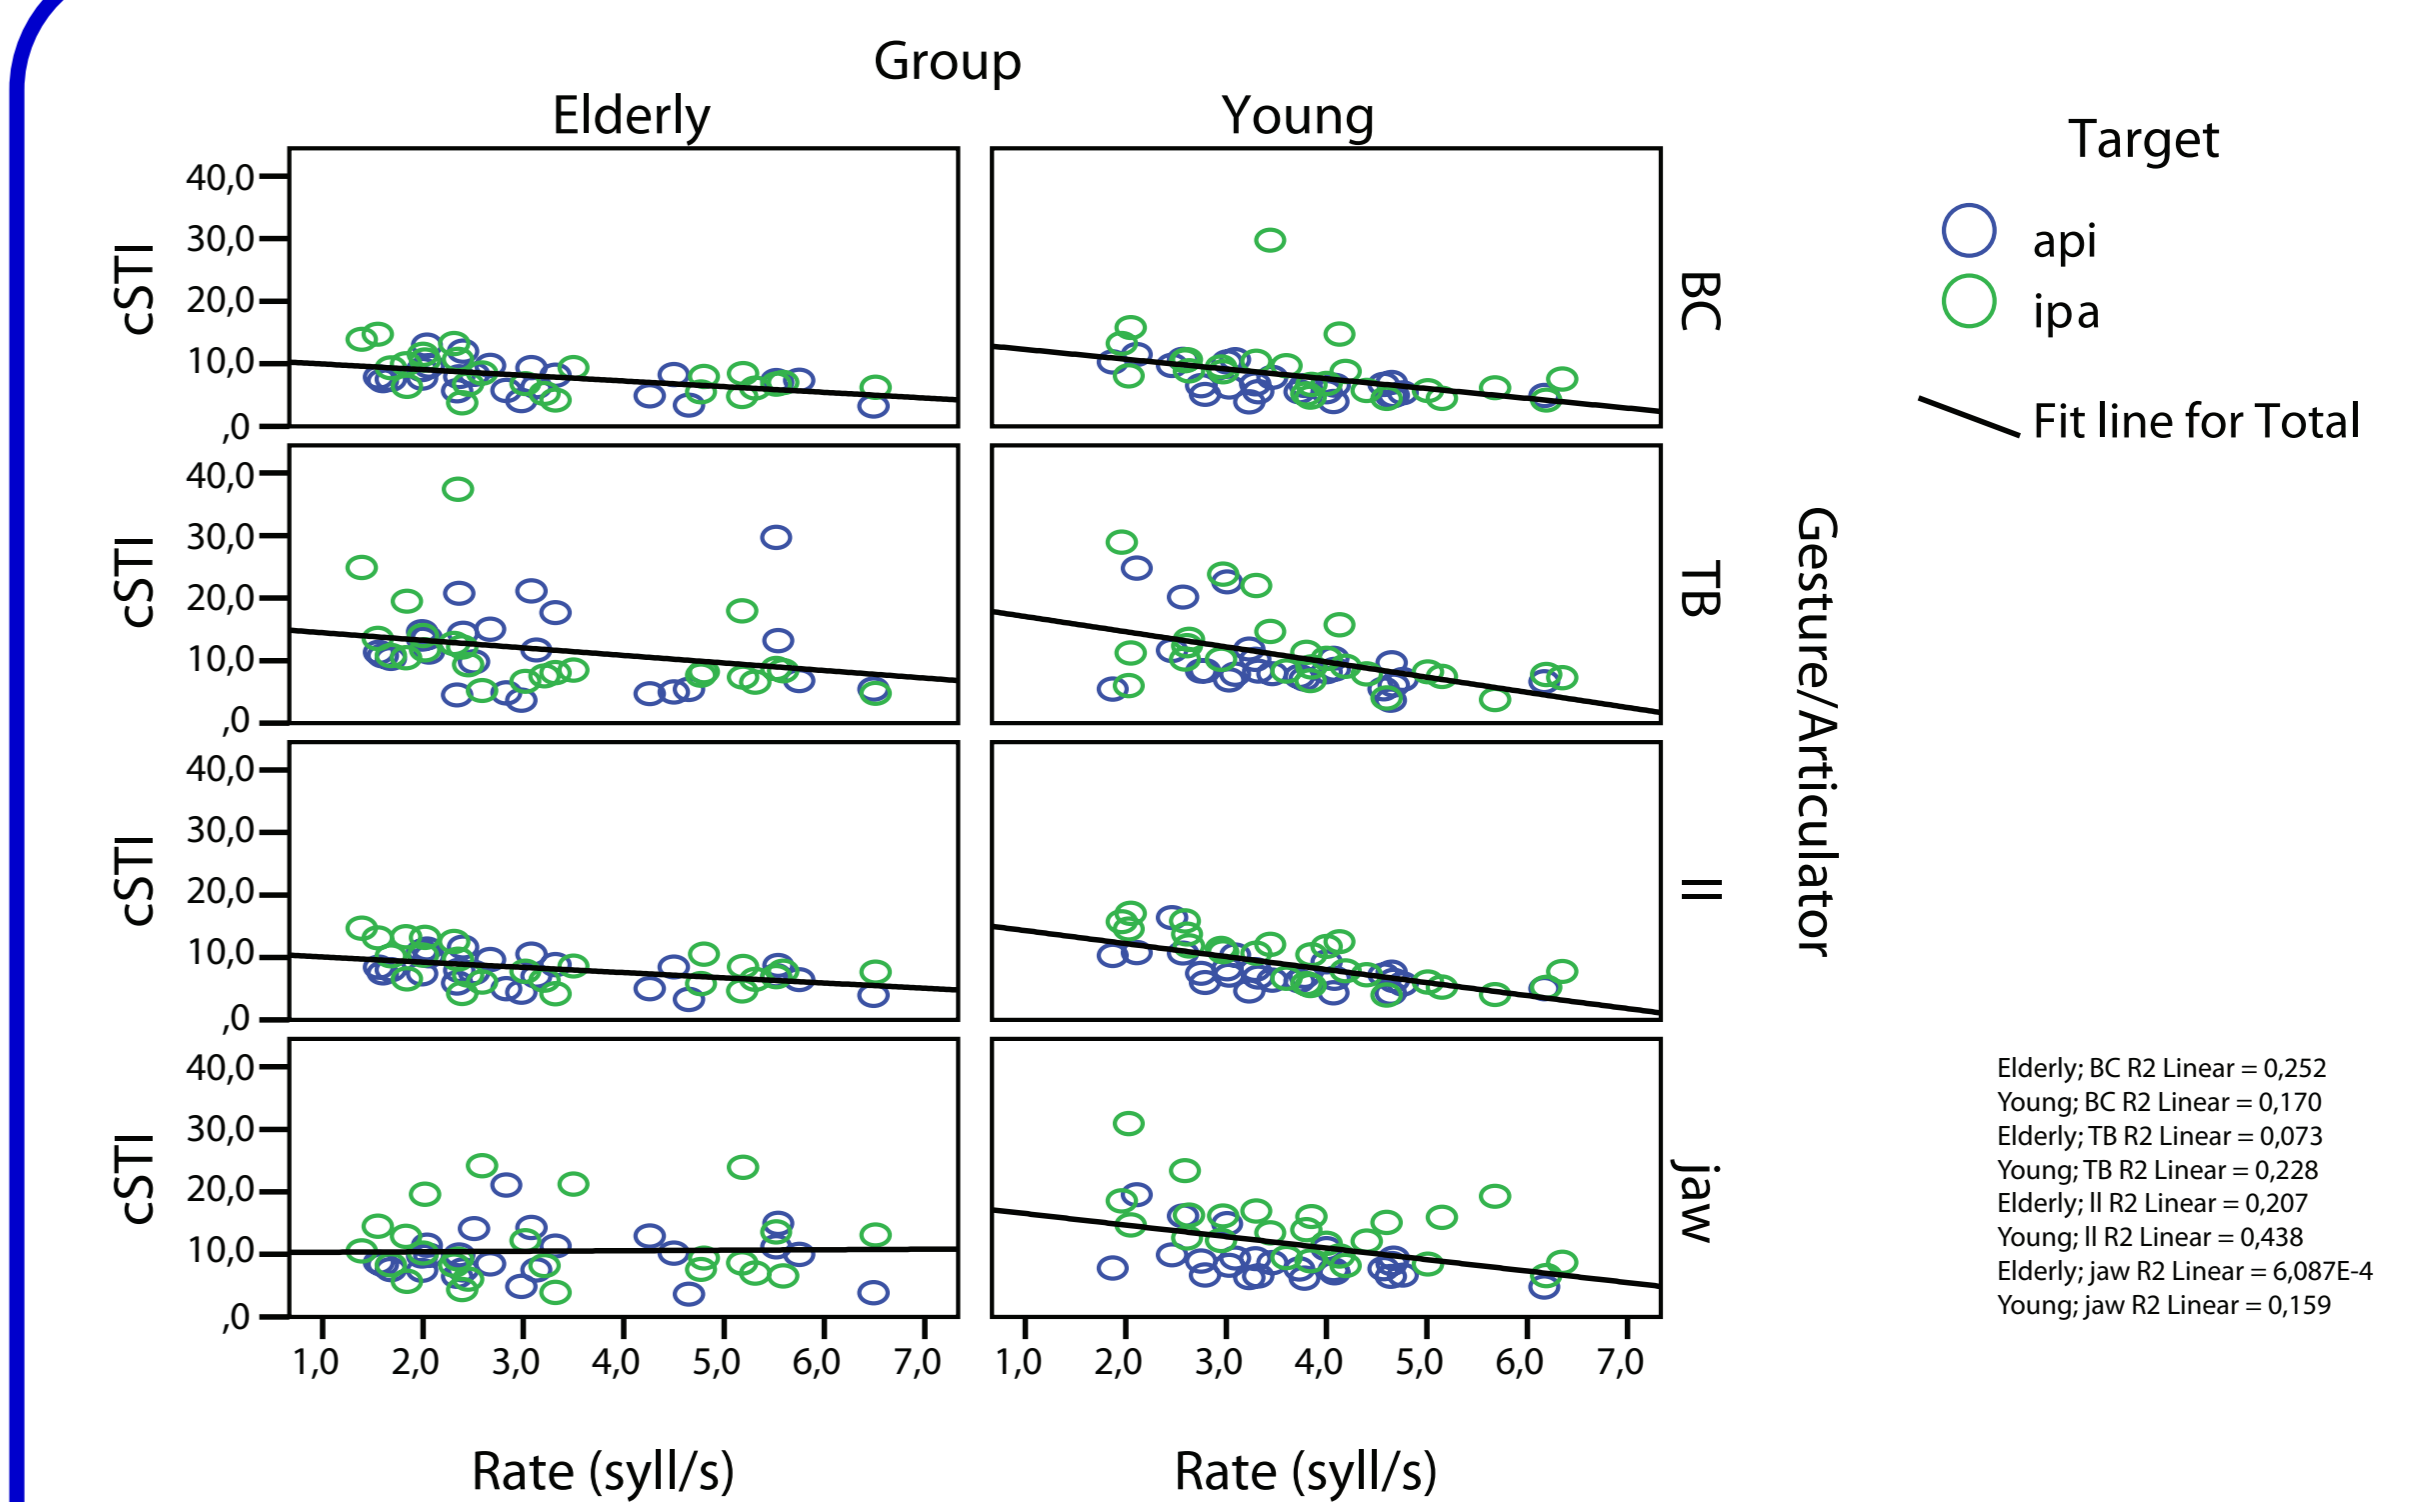 Group
Elderly
Young
Target
api
ipa
Fit line for Total
cSTI
40,0
30,0
20,0
10,0
,0
BC
cSTI
40,0
30,0
20,0
10,0
,0
TB
cSTI
40,0
30,0
20,0
10,0
,0
ll
cSTI
40,0
30,0
20,0
10,0
,0
jaw
Gesture/Articulator
1,0 2,0 3,0 4,0 5,0 6,0 7,0
1,0 2,0 3,0 4,0 5,0 6,0 7,0
Rate (syll/s)
Rate (syll/s)
Elderly; BC R2 Linear = 0,252
Young; BC R2 Linear = 0,170
Elderly; TB R2 Linear = 0,073
Young; TB R2 Linear = 0,228
Elderly; ll R2 Linear = 0,207
Young; ll R2 Linear = 0,438
Elderly; jaw R2 Linear = 6,087E-4
Young; jaw R2 Linear = 0,159